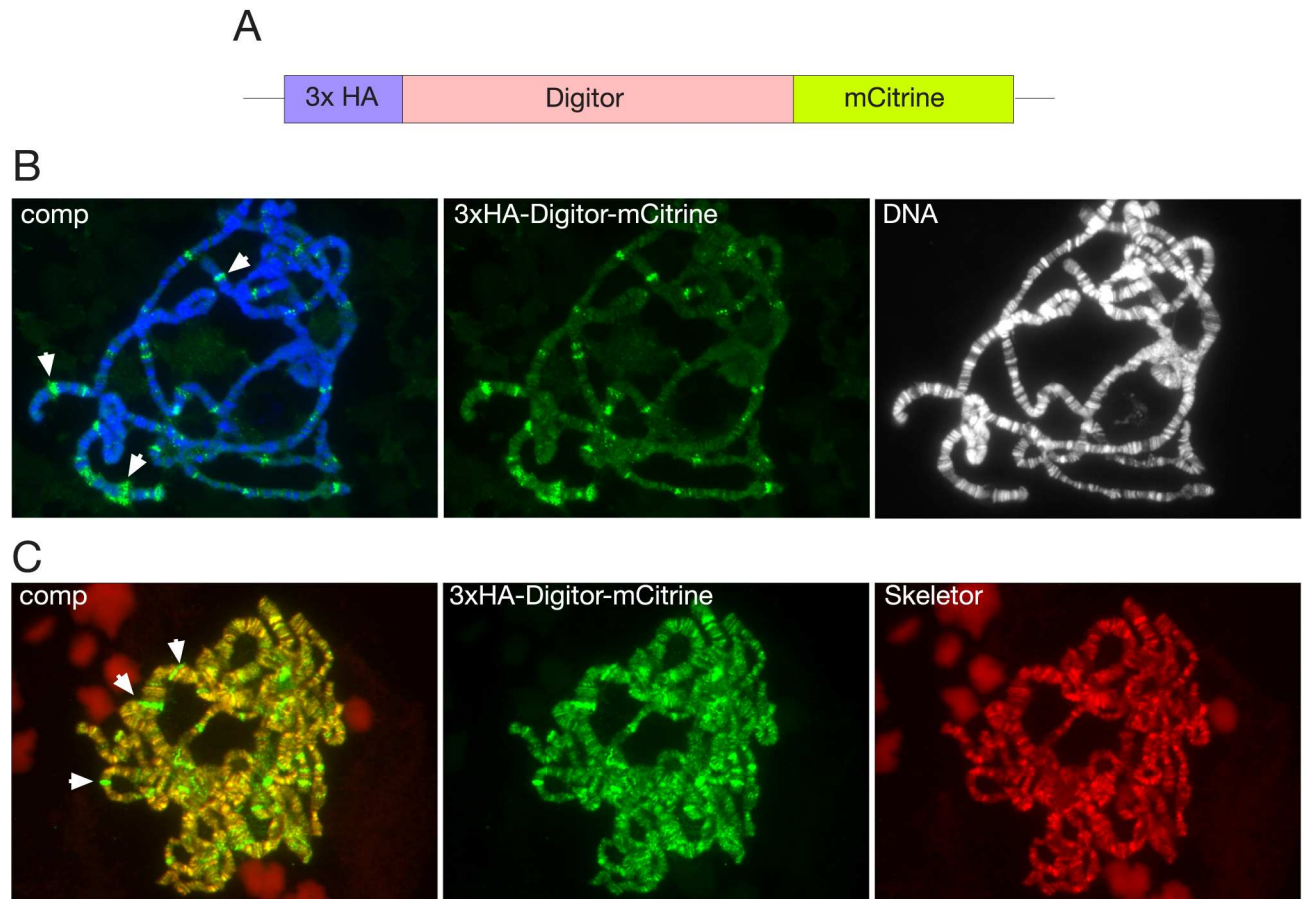 A
3x HA Digitor mCitrine
B
comp 3xHA-Digitor-mCitrine DNA
C
comp 3xHA-Digitor-mCitrine Skeletor